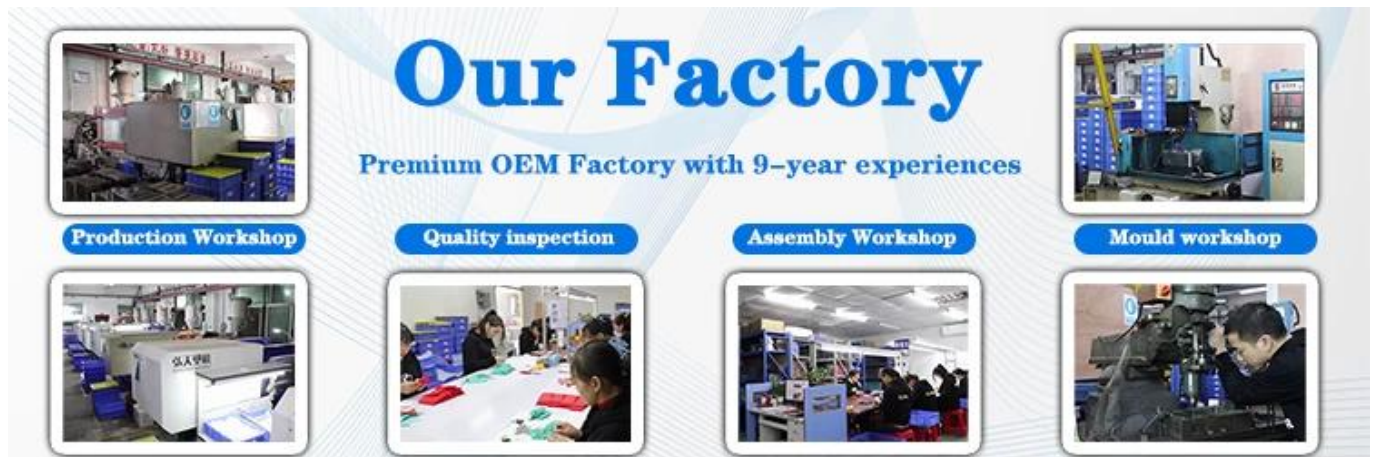 Our Factory
Premium OEM Factory with 9-year experiences
Production Workshop
Quality inspection
Assembly Workshop
Mould workshop